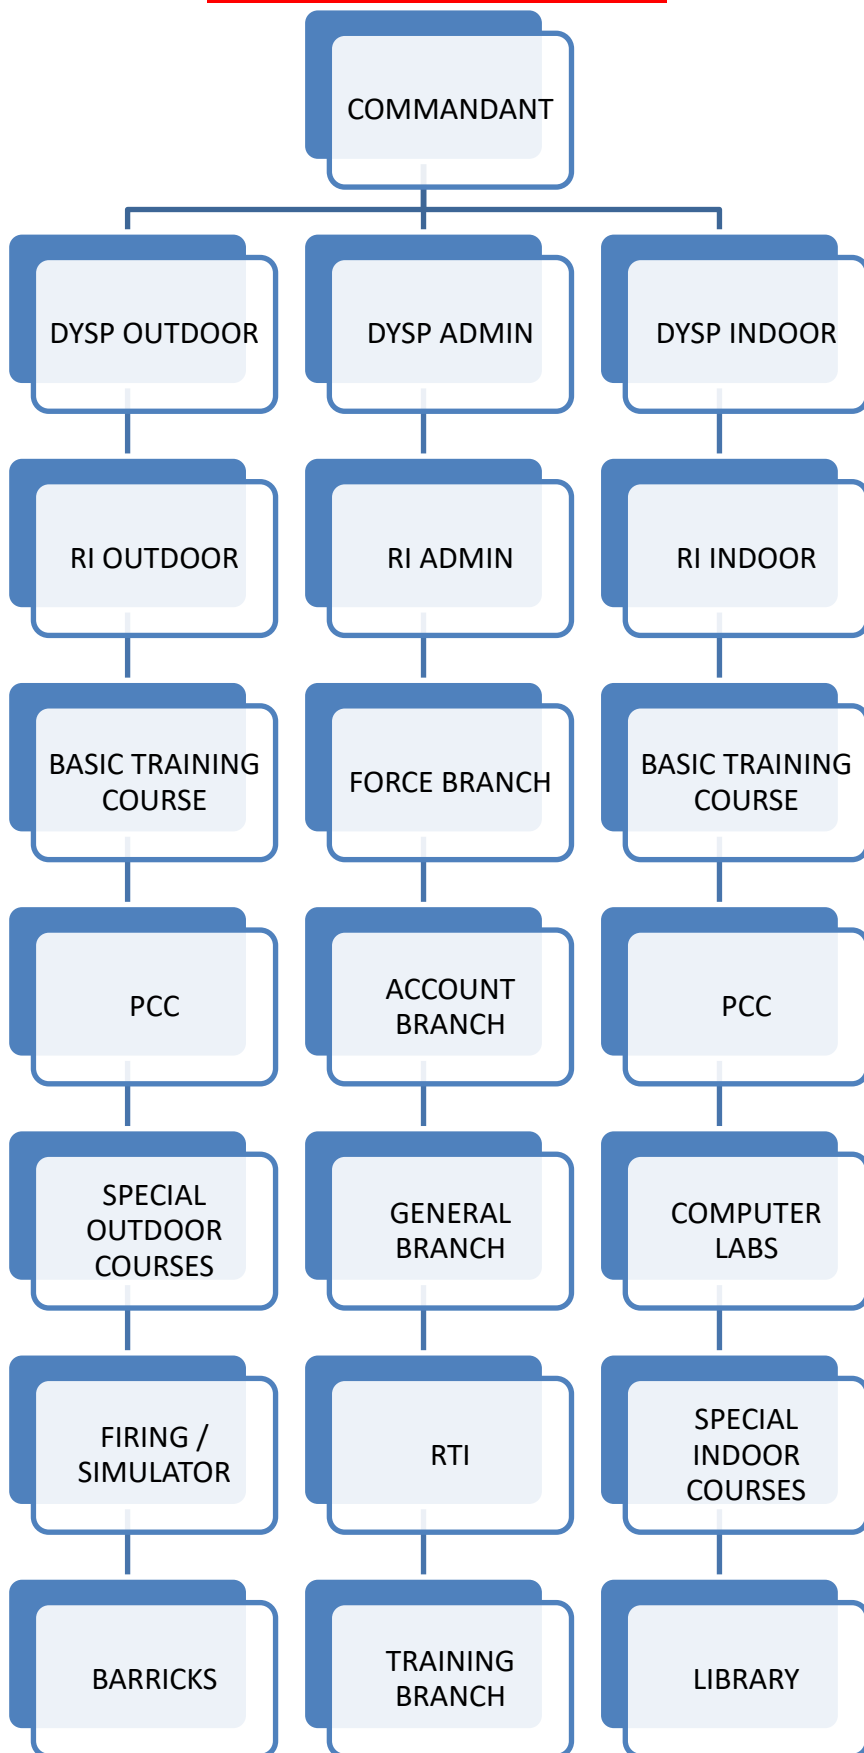 COMMANDANT
DYSP OUTDOOR
DYSP ADMIN
DYSP INDOOR
RI OUTDOOR
RI ADMIN
RI INDOOR
BASIC TRAINING
COURSE
FORCE BRANCH
BASIC TRAINING
COURSE
PCC
ACCOUNT
BRANCH
PCC
SPECIAL
OUTDOOR
COURSES
GENERAL
BRANCH
COMPUTER
LABS
FIRING /
SIMULATOR
RTI
SPECIAL
INDOOR
COURSES
BARRICKS
TRAINING
BRANCH
LIBRARY